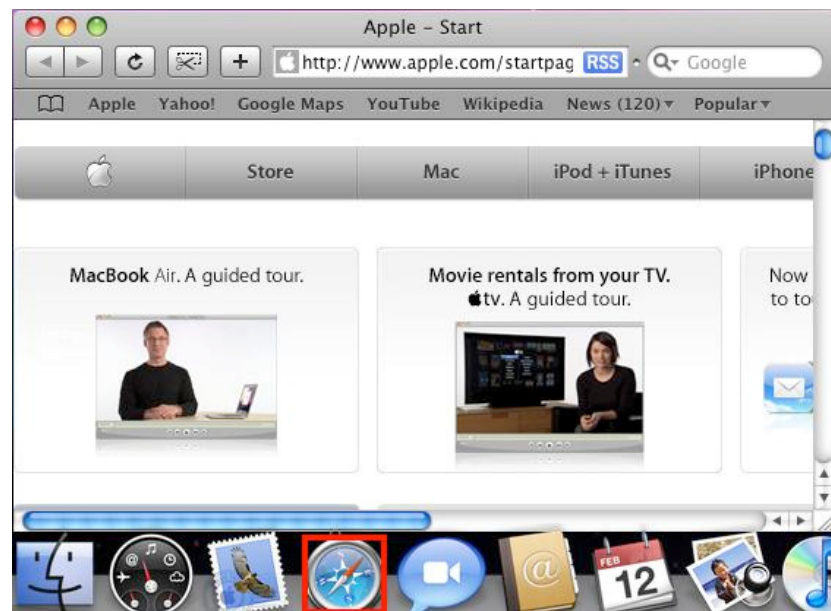 Apple – Start
http://www.apple.com/startpag RSS Google
Apple Yahoo! Google Maps YouTube Wikipedia News (120) Popular
Store Mac iPod + iTunes iPhone
MacBook Air. A guided tour.
Movie rentals from your TV.
tv. A guided tour.
Now
to to
@
FEB
12